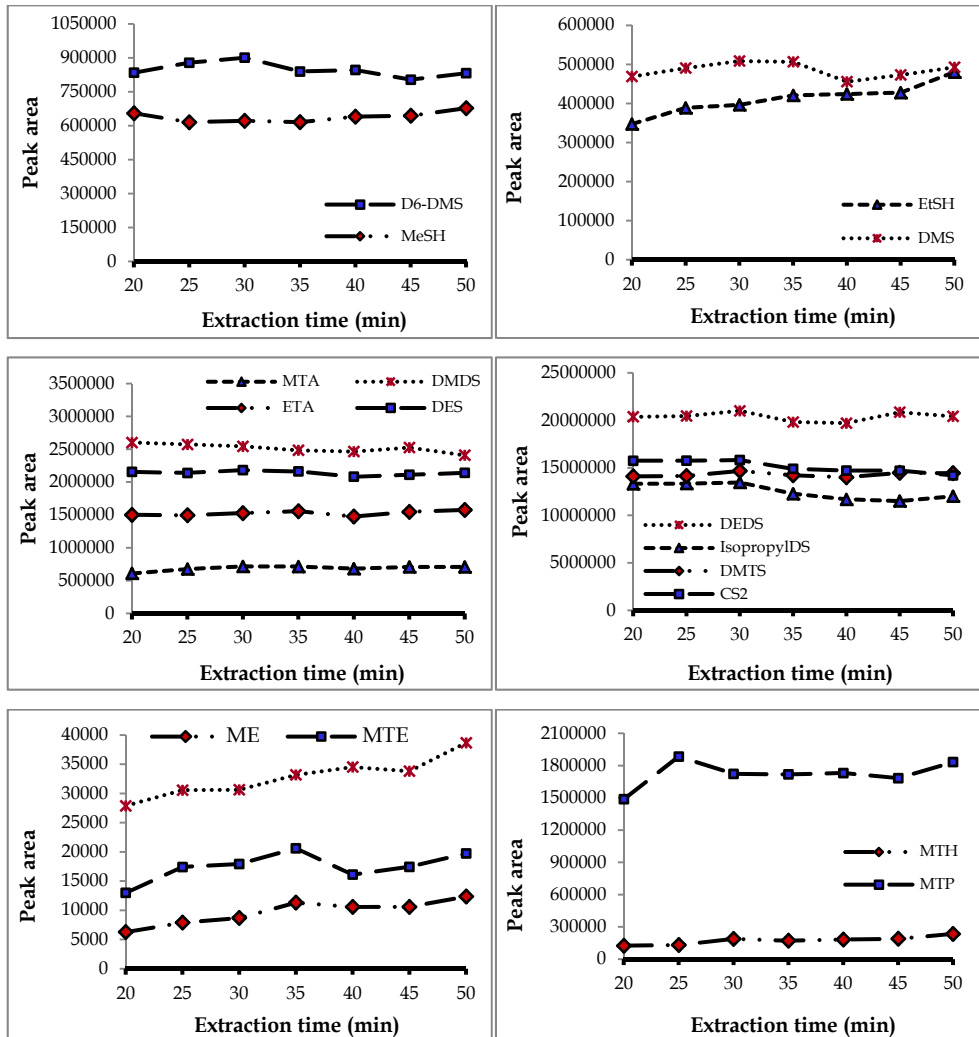 1050000
900000
750000
600000
450000
300000
150000
0
Peak area
D6-DMS
MeSH
20 25 30 35 40 45 50
Extraction time (min)
600000
500000
400000
300000
200000
100000
0
Peak area
EtSH
DMS
20 25 30 35 40 45 50
Extraction time (min)
3500000
3000000
2500000
2000000
1500000
1000000
500000
0
Peak area
MTA DMDS
ETA DES
20 25 30 35 40 45 50
Extraction time (min)
25000000
20000000
15000000
10000000
5000000
0
Peak area
DEDS
IsopropylDS
DMTS
CS2
20 25 30 35 40 45 50
Extraction time (min)
40000
35000
30000
25000
20000
15000
10000
5000
0
Peak area
ME MTE
20 25 30 35 40 45 50
Extraction time (min)
2100000
1800000
1500000
1200000
900000
600000
300000
0
Peak area
MTH
MTP
20 25 30 35 40 45 50
Extraction time (min)